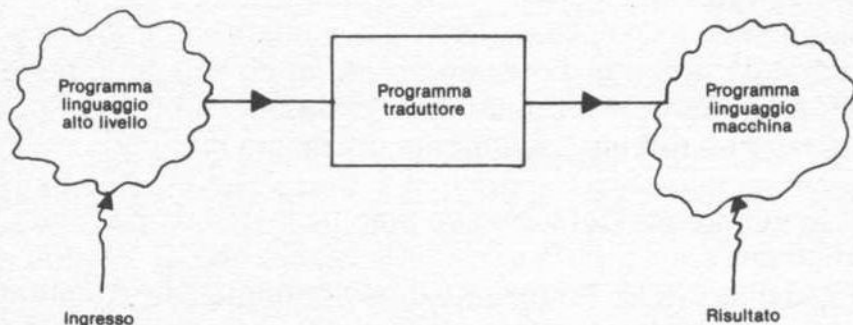 Programma
linguaggio
alto livello
Programma
traduttore
Programma
linguaggio
macchina
Ingresso
Risultato